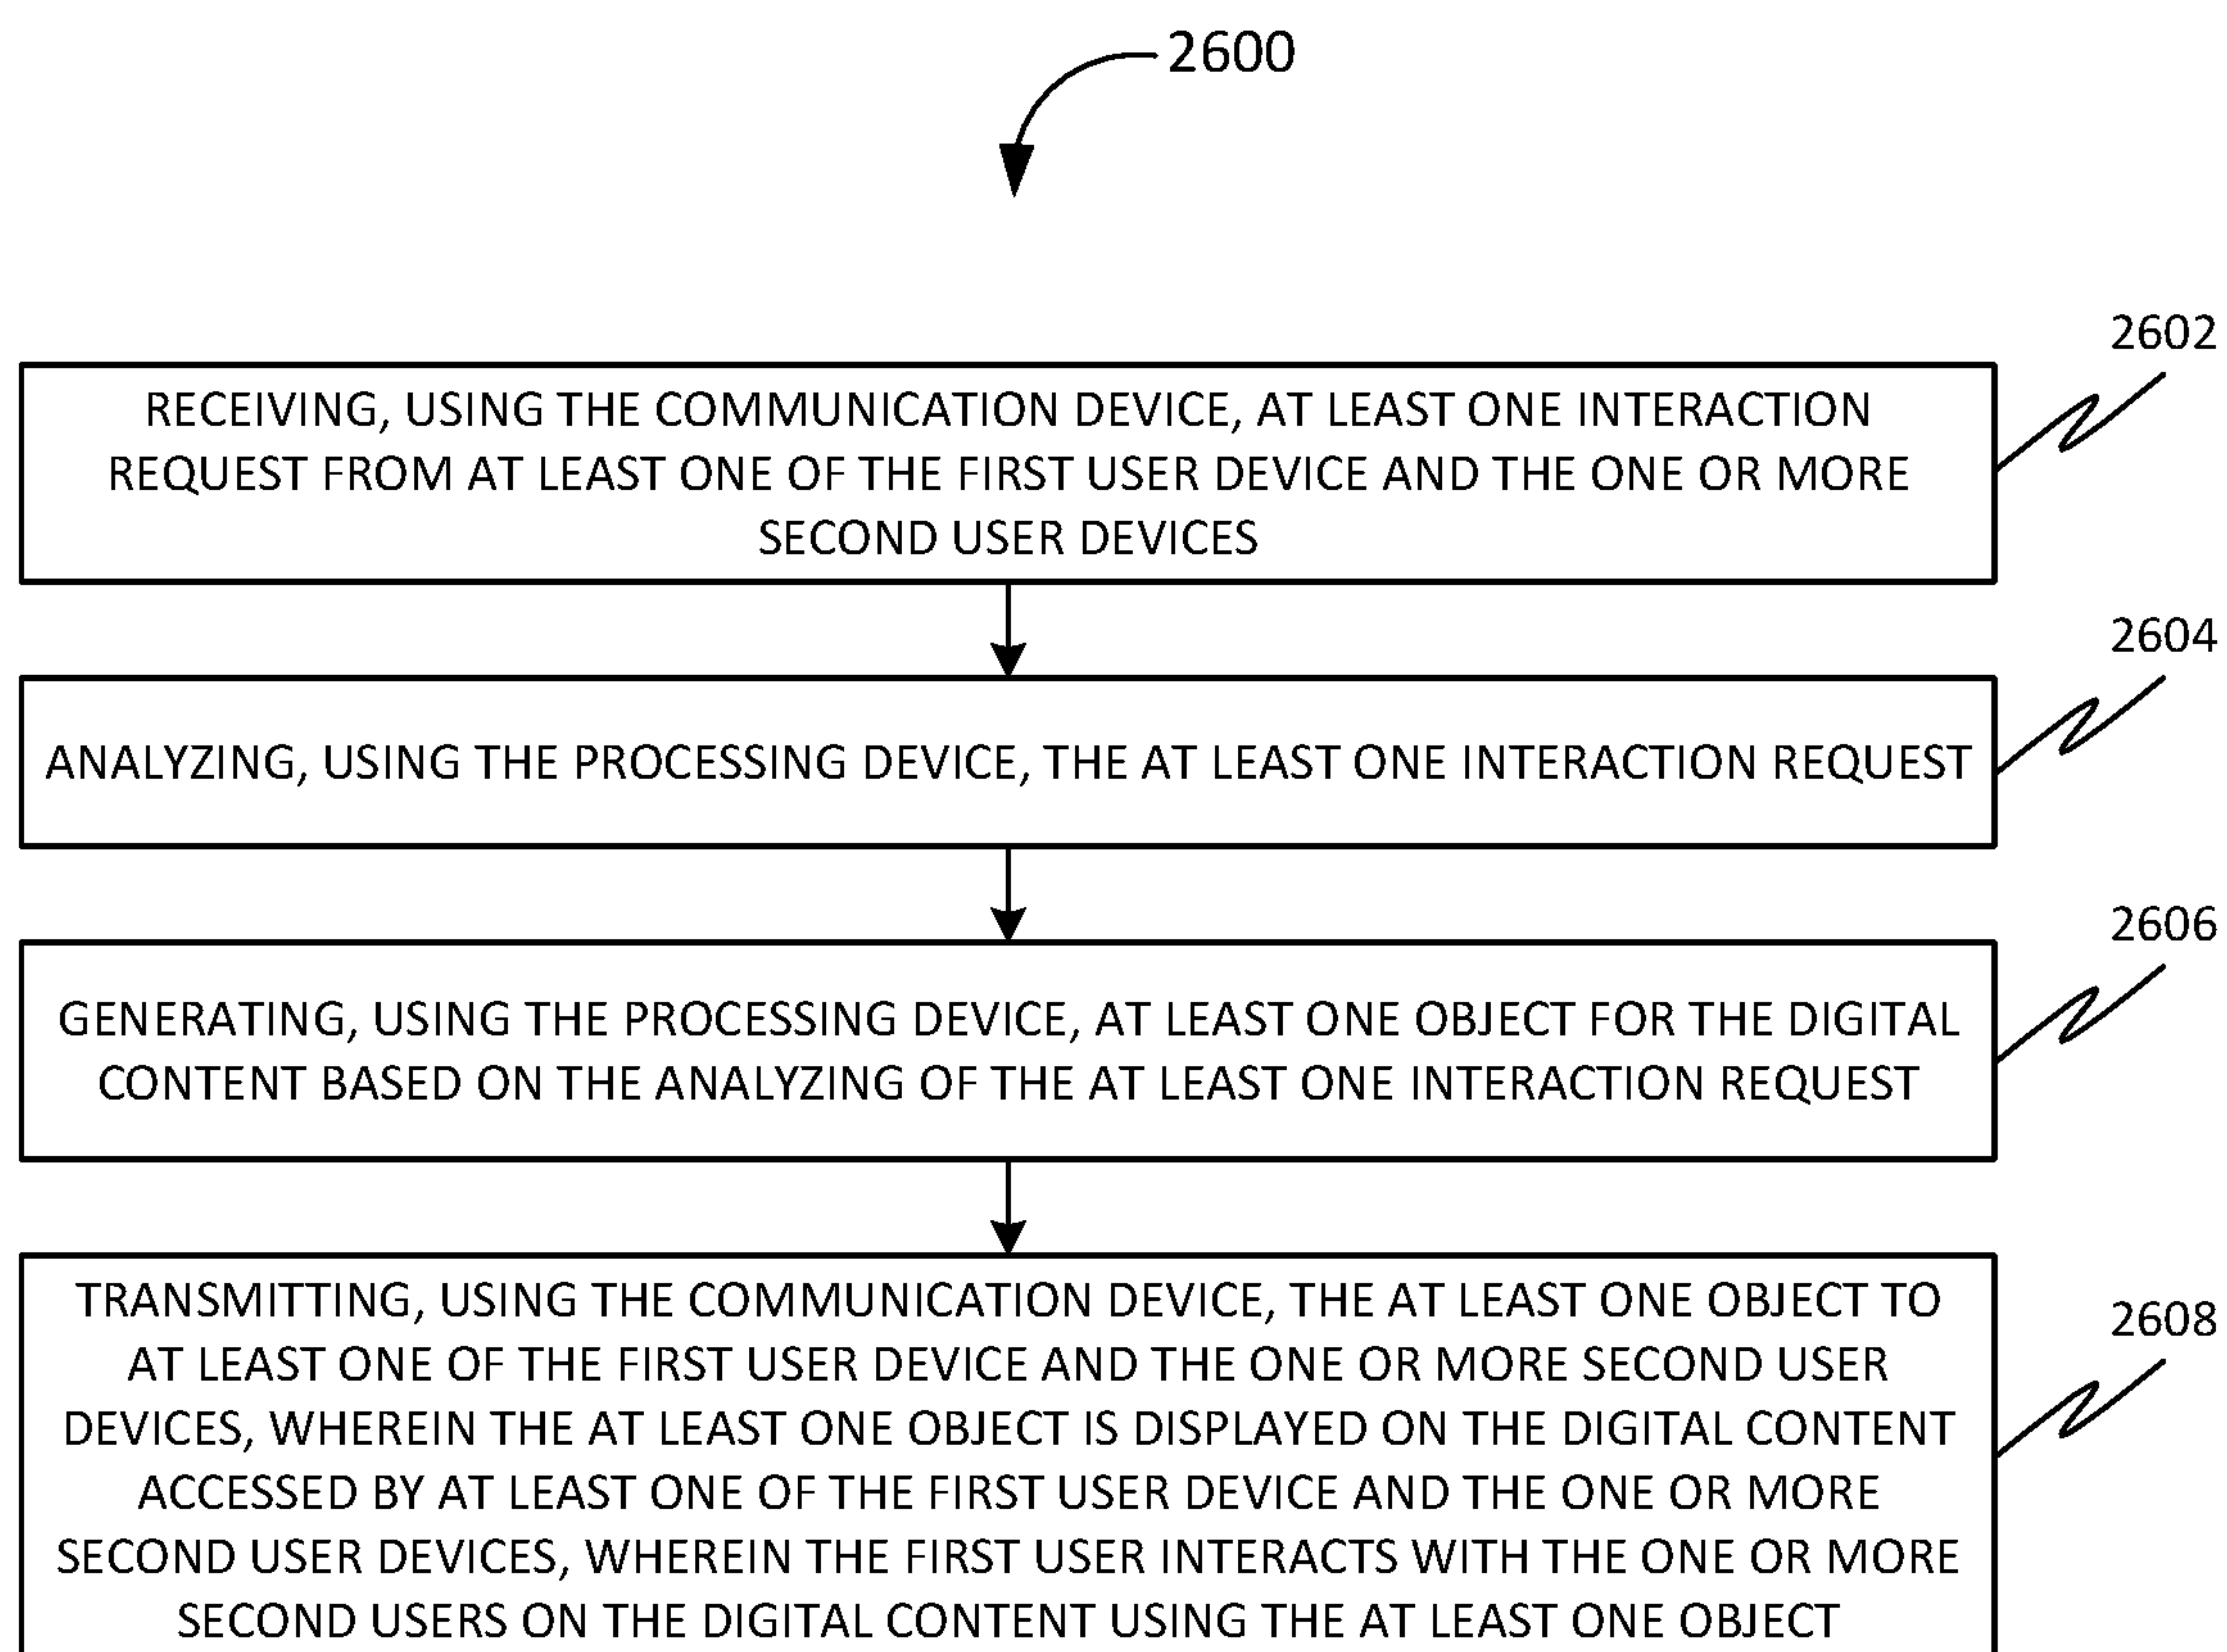 2600
2602
RECEIVING, USING THE COMMUNICATION DEVICE, AT LEAST ONE INTERACTION
REQUEST FROM AT LEAST ONE OF THE FIRST USER DEVICE AND THE ONE OR MORE
SECOND USER DEVICES
2604
ANALYZING, USING THE PROCESSING DEVICE, THE AT LEAST ONE INTERACTION REQUEST
2606
GENERATING, USING THE PROCESSING DEVICE, AT LEAST ONE OBJECT FOR THE DIGITAL
CONTENT BASED ON THE ANALYZING OF THE AT LEAST ONE INTERACTION REQUEST
2608
TRANSMITTING, USING THE COMMUNICATION DEVICE, THE AT LEAST ONE OBJECT TO
AT LEAST ONE OF THE FIRST USER DEVICE AND THE ONE OR MORE SECOND USER
DEVICES, WHEREIN THE AT LEAST ONE OBJECT IS DISPLAYED ON THE DIGITAL CONTENT
ACCESSED BY AT LEAST ONE OF THE FIRST USER DEVICE AND THE ONE OR MORE
SECOND USER DEVICES, WHEREIN THE FIRST USER INTERACTS WITH THE ONE OR MORE
SECOND USERS ON THE DIGITAL CONTENT USING THE AT LEAST ONE OBJECT